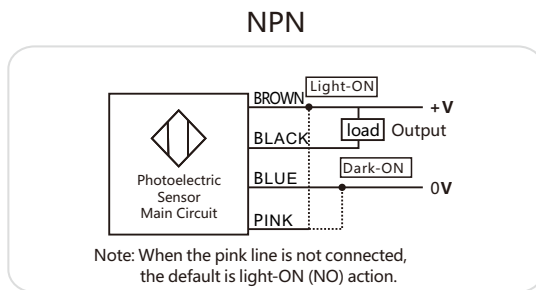 NPN
Light-ON
BROWN
+V
load Output
BLACK
Dark-ON
BLUE
0V
Photoelectric
Sensor
Main Circuit
PINK
Note: When the pink line is not connected,
the default is light-ON (NO) action.